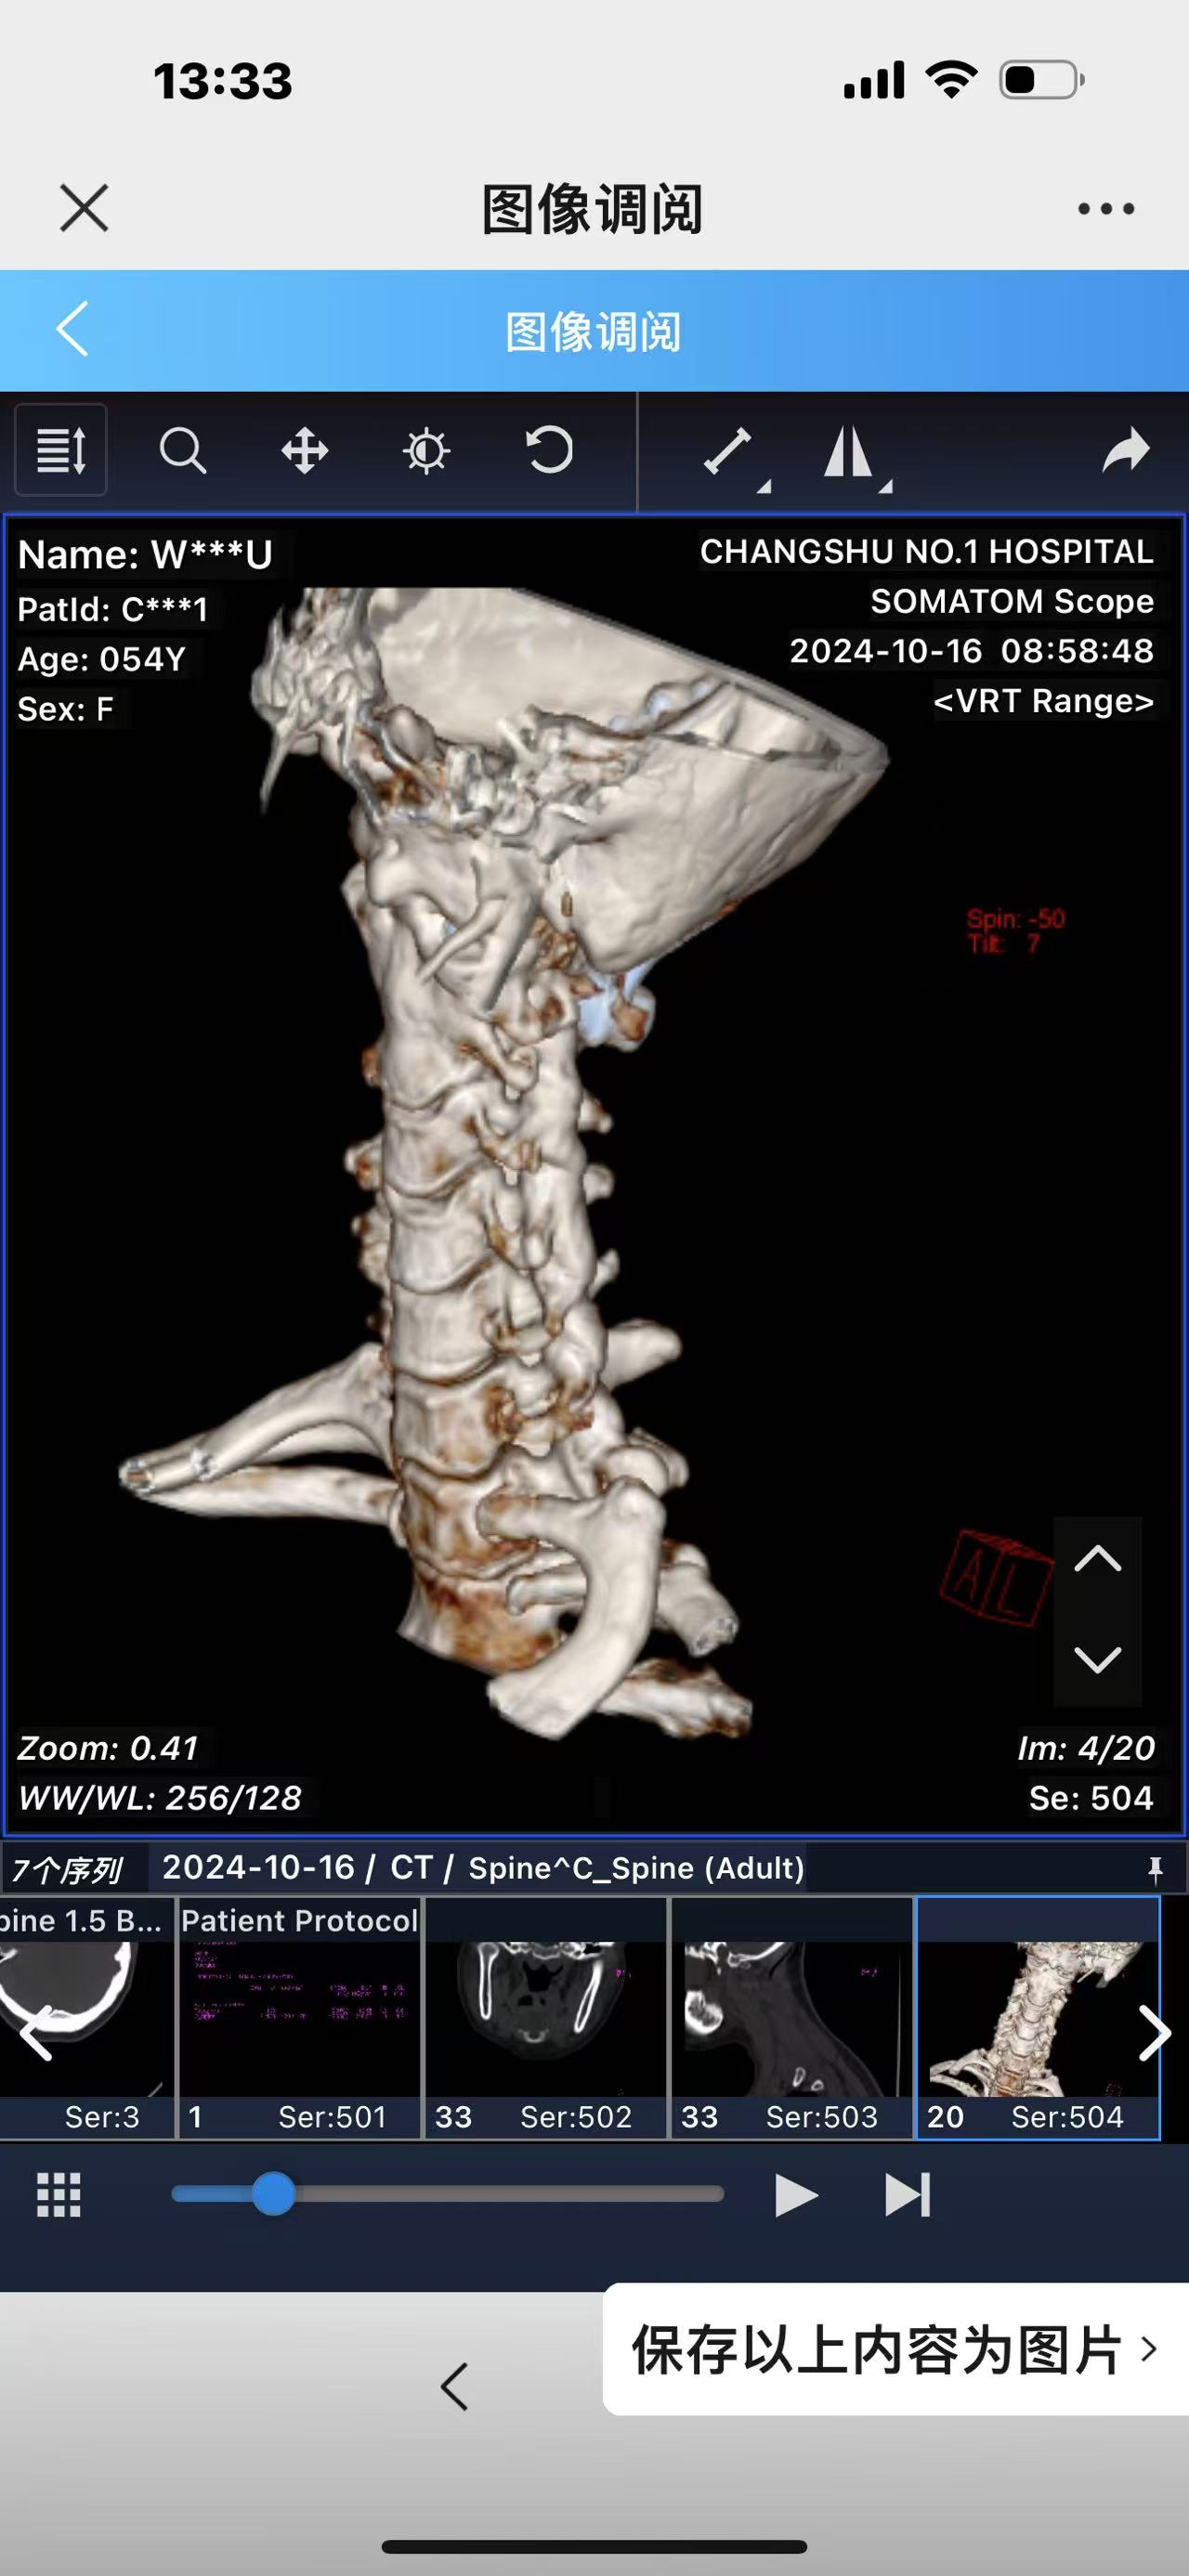 13:33
图像调阅
图像调阅
Name: W***U
PatId: C***1
Age: 054Y
Sex: F
CHANGSHU NO.1 HOSPITAL
SOMATOM Scope
2024-10-16 08:58:48
<VRT Range>
Spin: -50
Tilt: 7
A L
Zoom: 0.41
WW/WL: 256/128
Im: 4/20
Se: 504
7个序列 2024-10-16 / CT / Spine^C_Spine (Adult)
pine 1.5 B... Patient Protocol
Ser:3
1 Ser:501
33 Ser:502
33 Ser:503
20 Ser:504
保存以上内容为图片